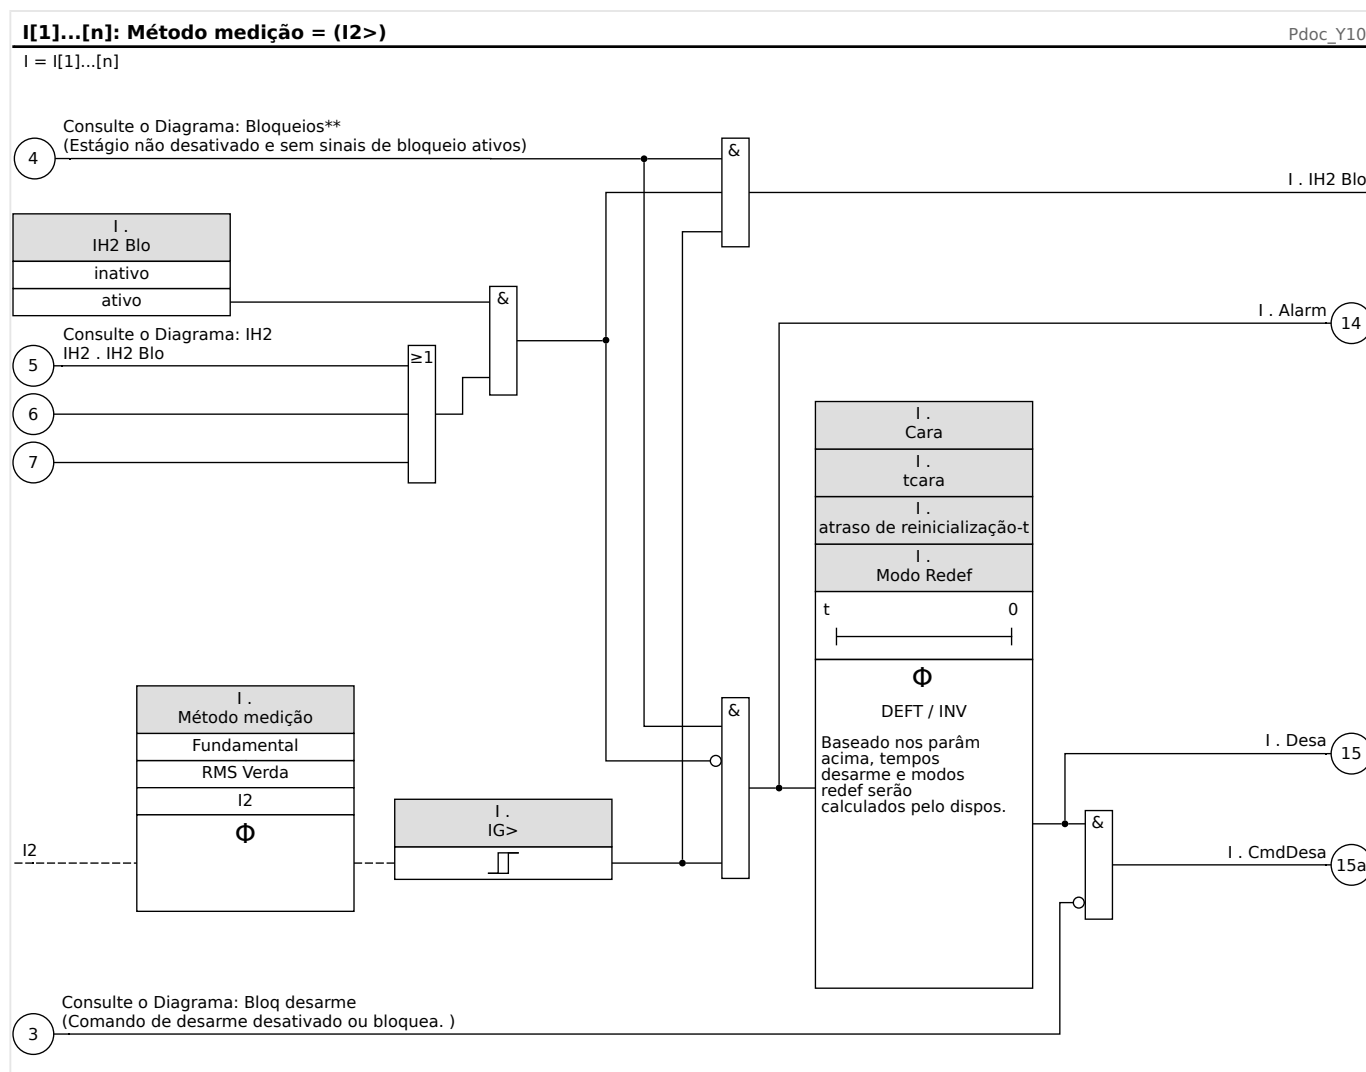 I[1]...[n]: Método medição = (I2>)
Pdoc_Y10
I = I[1]...[n]
Consulte o Diagrama: Bloqueios**
(Estágio não desativado e sem sinais de bloqueio ativos)
4
&
I . IH2 Blo
I .
IH2 Blo
inativo
ativo
&
I . Alarm
14
Consulte o Diagrama: IH2
IH2 . IH2 Blo
5
≥1
6
7
I .
Cara
I .
tcara
I .
atraso de reinicialização-t
I .
Modo Redef
t
0
Φ
DEFT / INV
Baseado nos parâm
acima, tempos
desarme e modos
redef serão
calculados pelo dispos.
I .
Método medição
Fundamental
RMS Verda
I2
Φ
I2
I .
IG>
&
I . Desa
15
&
I . CmdDesa
15a
Consulte o Diagrama: Bloq desarme
(Comando de desarme desativado ou bloquea. )
3